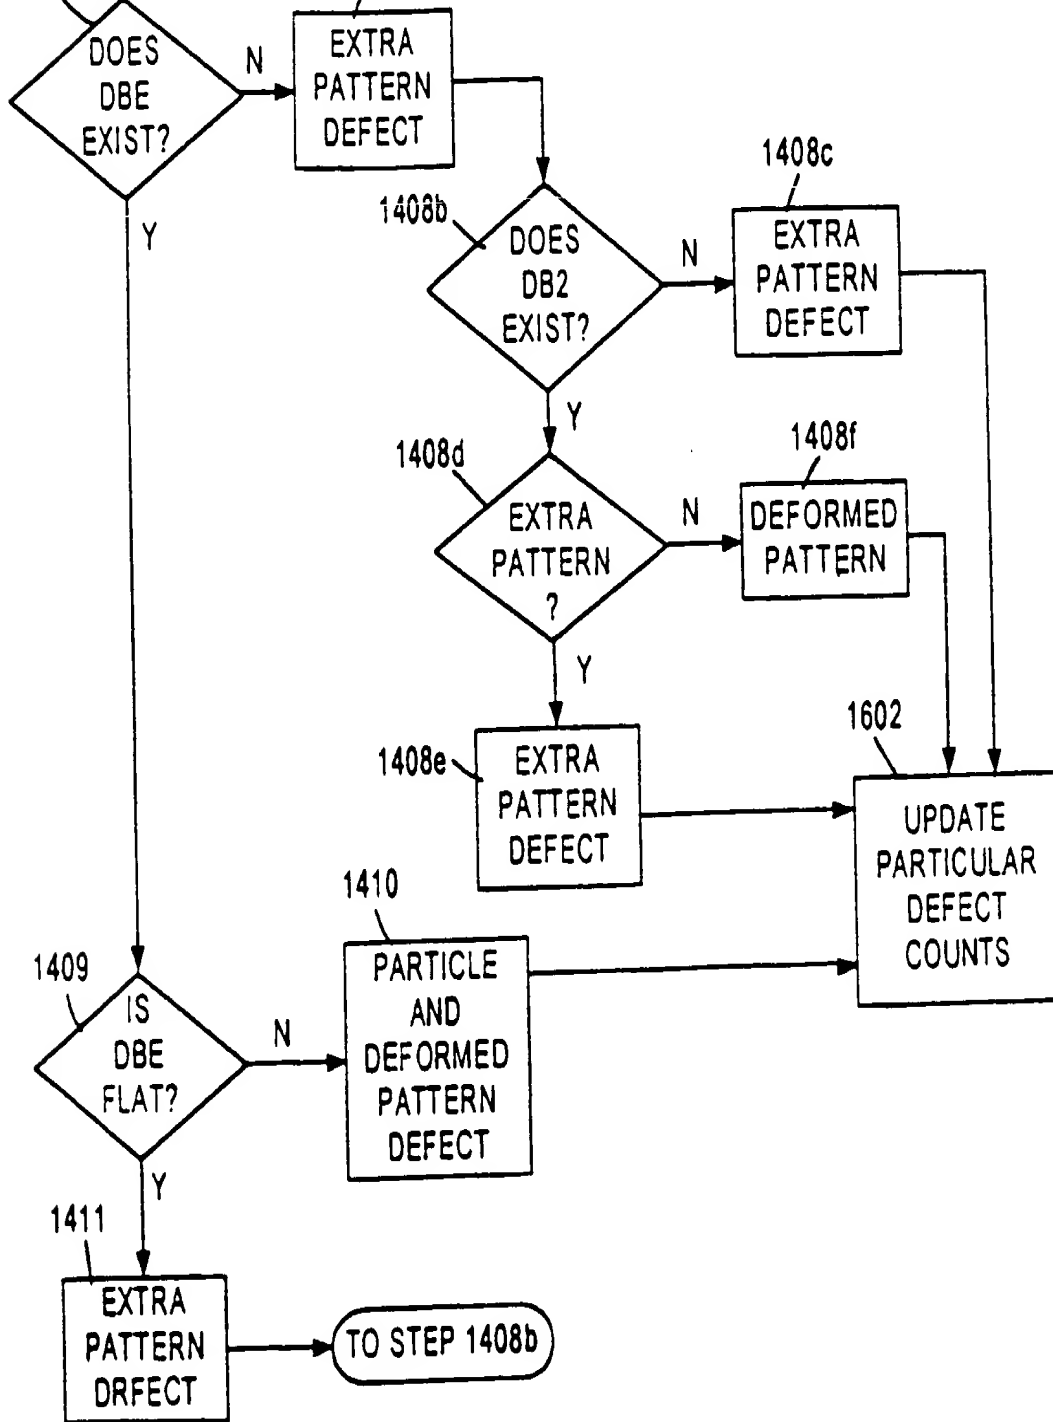 DOES
DBE
EXIST?
N
EXTRA
PATTERN
DEFECT
Y
1408b
DOES
DB2
EXIST?
N
1408c
EXTRA
PATTERN
DEFECT
Y
1408d
EXTRA
PATTERN
?
N
1408f
DEFORMED
PATTERN
Y
1408e
EXTRA
PATTERN
DEFECT
1602
UPDATE
PARTICULAR
DEFECT
COUNTS
1409
IS
DBE
FLAT?
N
1410
PARTICLE
AND
DEFORMED
PATTERN
DEFECT
Y
1411
EXTRA
PATTERN
DRFECT
TO STEP 1408b